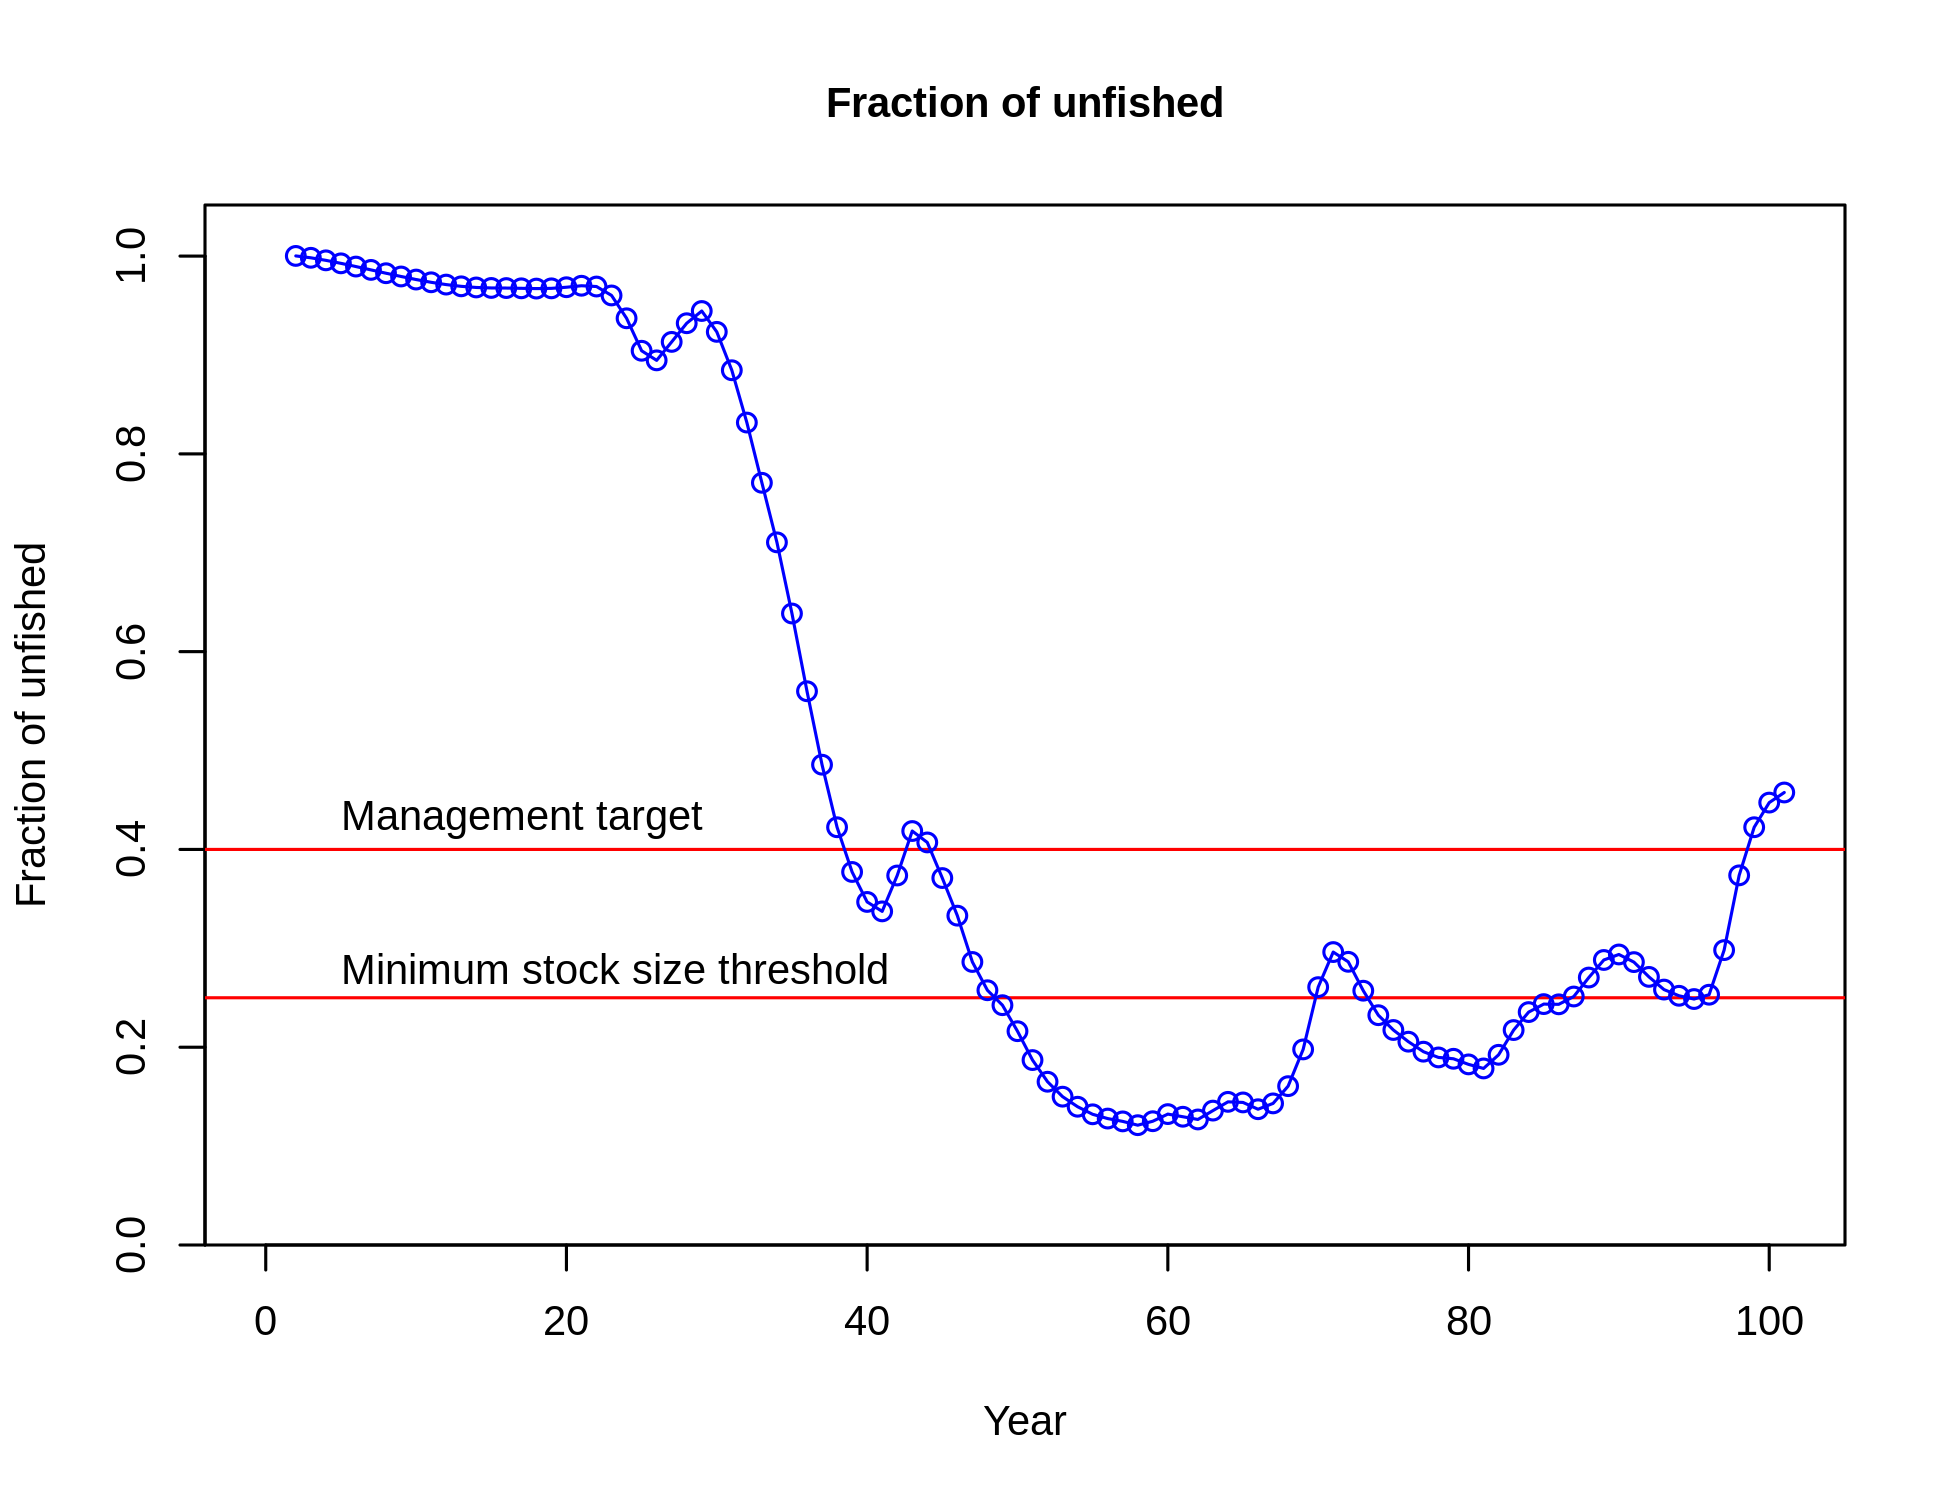 Fraction of unfished
Fraction of unfished
1.0
0.8
0.6
0.4
0.2
0.0
Management target
Minimum stock size threshold
0 20 40 60 80 100
Year